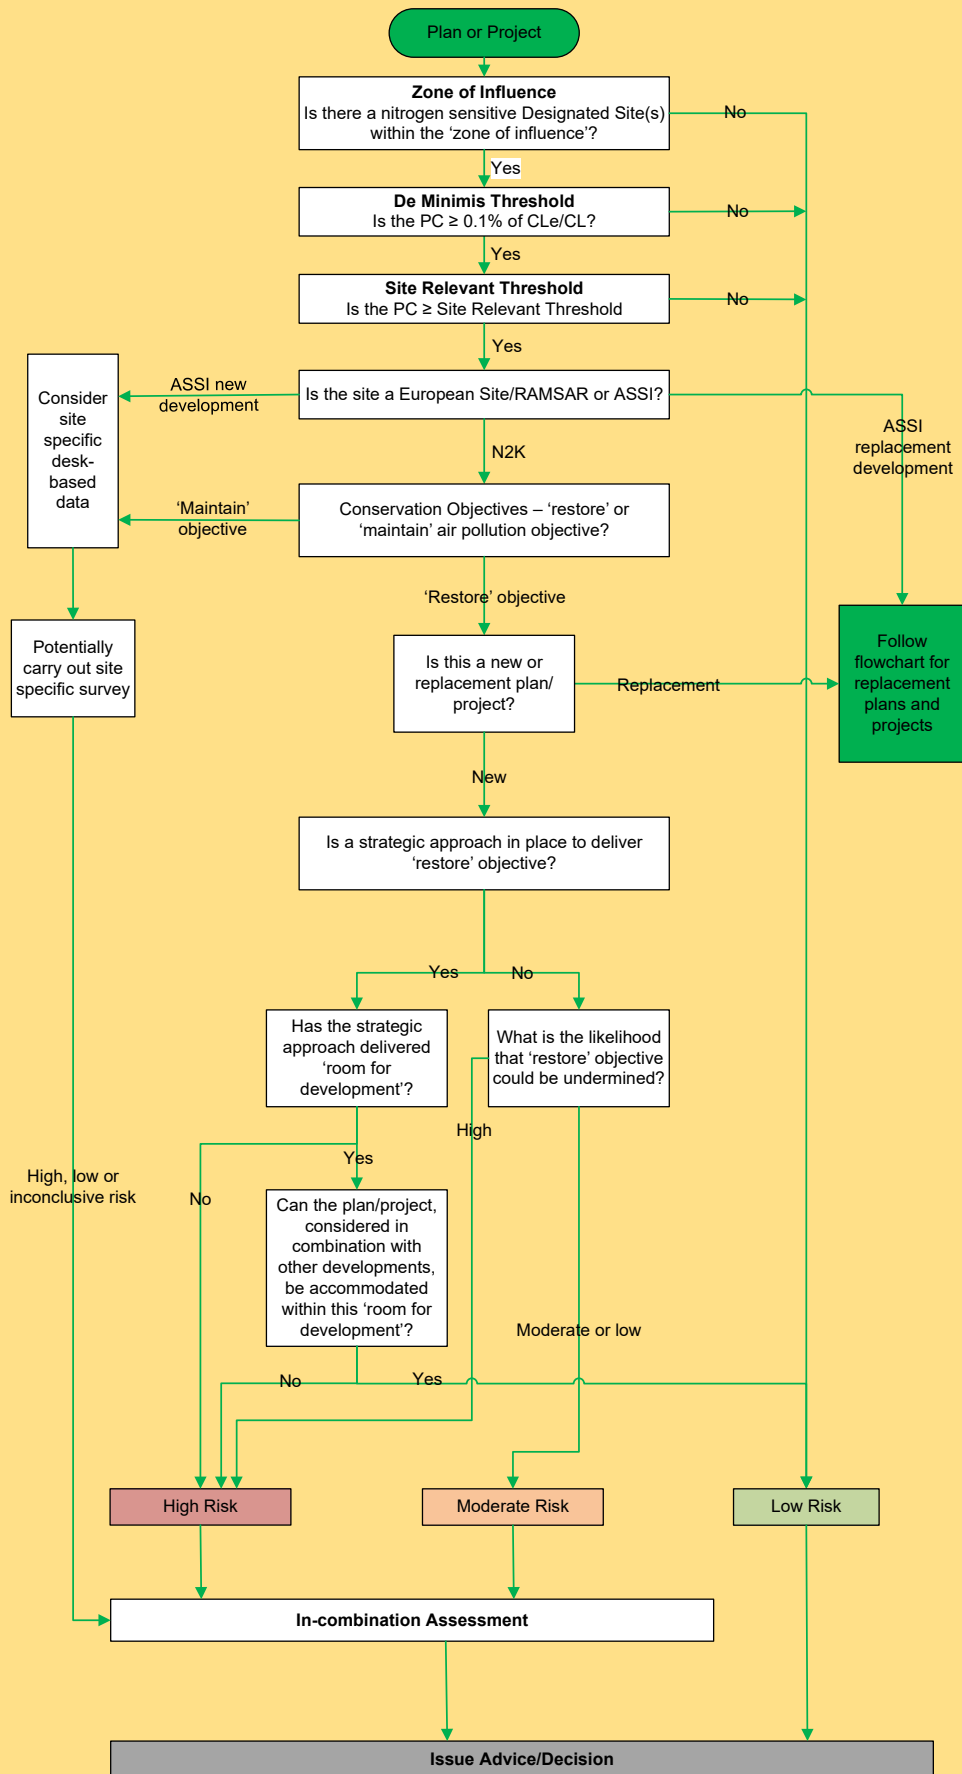 Plan or Project
Zone of Influence
Is there a nitrogen sensitive Designated Site(s)
within the ‘zone of influence’?
No
Yes
De Minimis Threshold
Is the PC ≥ 0.1% of CLe/CL?
No
Yes
Site Relevant Threshold
Is the PC ≥ Site Relevant Threshold
No
Yes
Is the site a European Site/RAMSAR or ASSI?
ASSI new
development
ASSI
replacement
development
Consider
site
specific
desk-
based
data
N2K
Conservation Objectives – ‘restore’ or
‘maintain’ air pollution objective?
‘Maintain’
objective
‘Restore’ objective
Potentially
carry out site
specific survey
Is this a new or
replacement plan/
project?
Replacement
Follow
flowchart for
replacement
plans and
projects
New
Is a strategic approach in place to deliver
‘restore’ objective?
Yes
No
Has the strategic
approach delivered
‘room for
development’?
What is the likelihood
that ‘restore’ objective
could be undermined?
High
Yes
No
High, low or
inconclusive risk
Can the plan/project,
considered in
combination with
other developments,
be accommodated
within this ‘room for
development’?
Moderate or low
No
Yes
High Risk
Moderate Risk
Low Risk
In-combination Assessment
Issue Advice/Decision